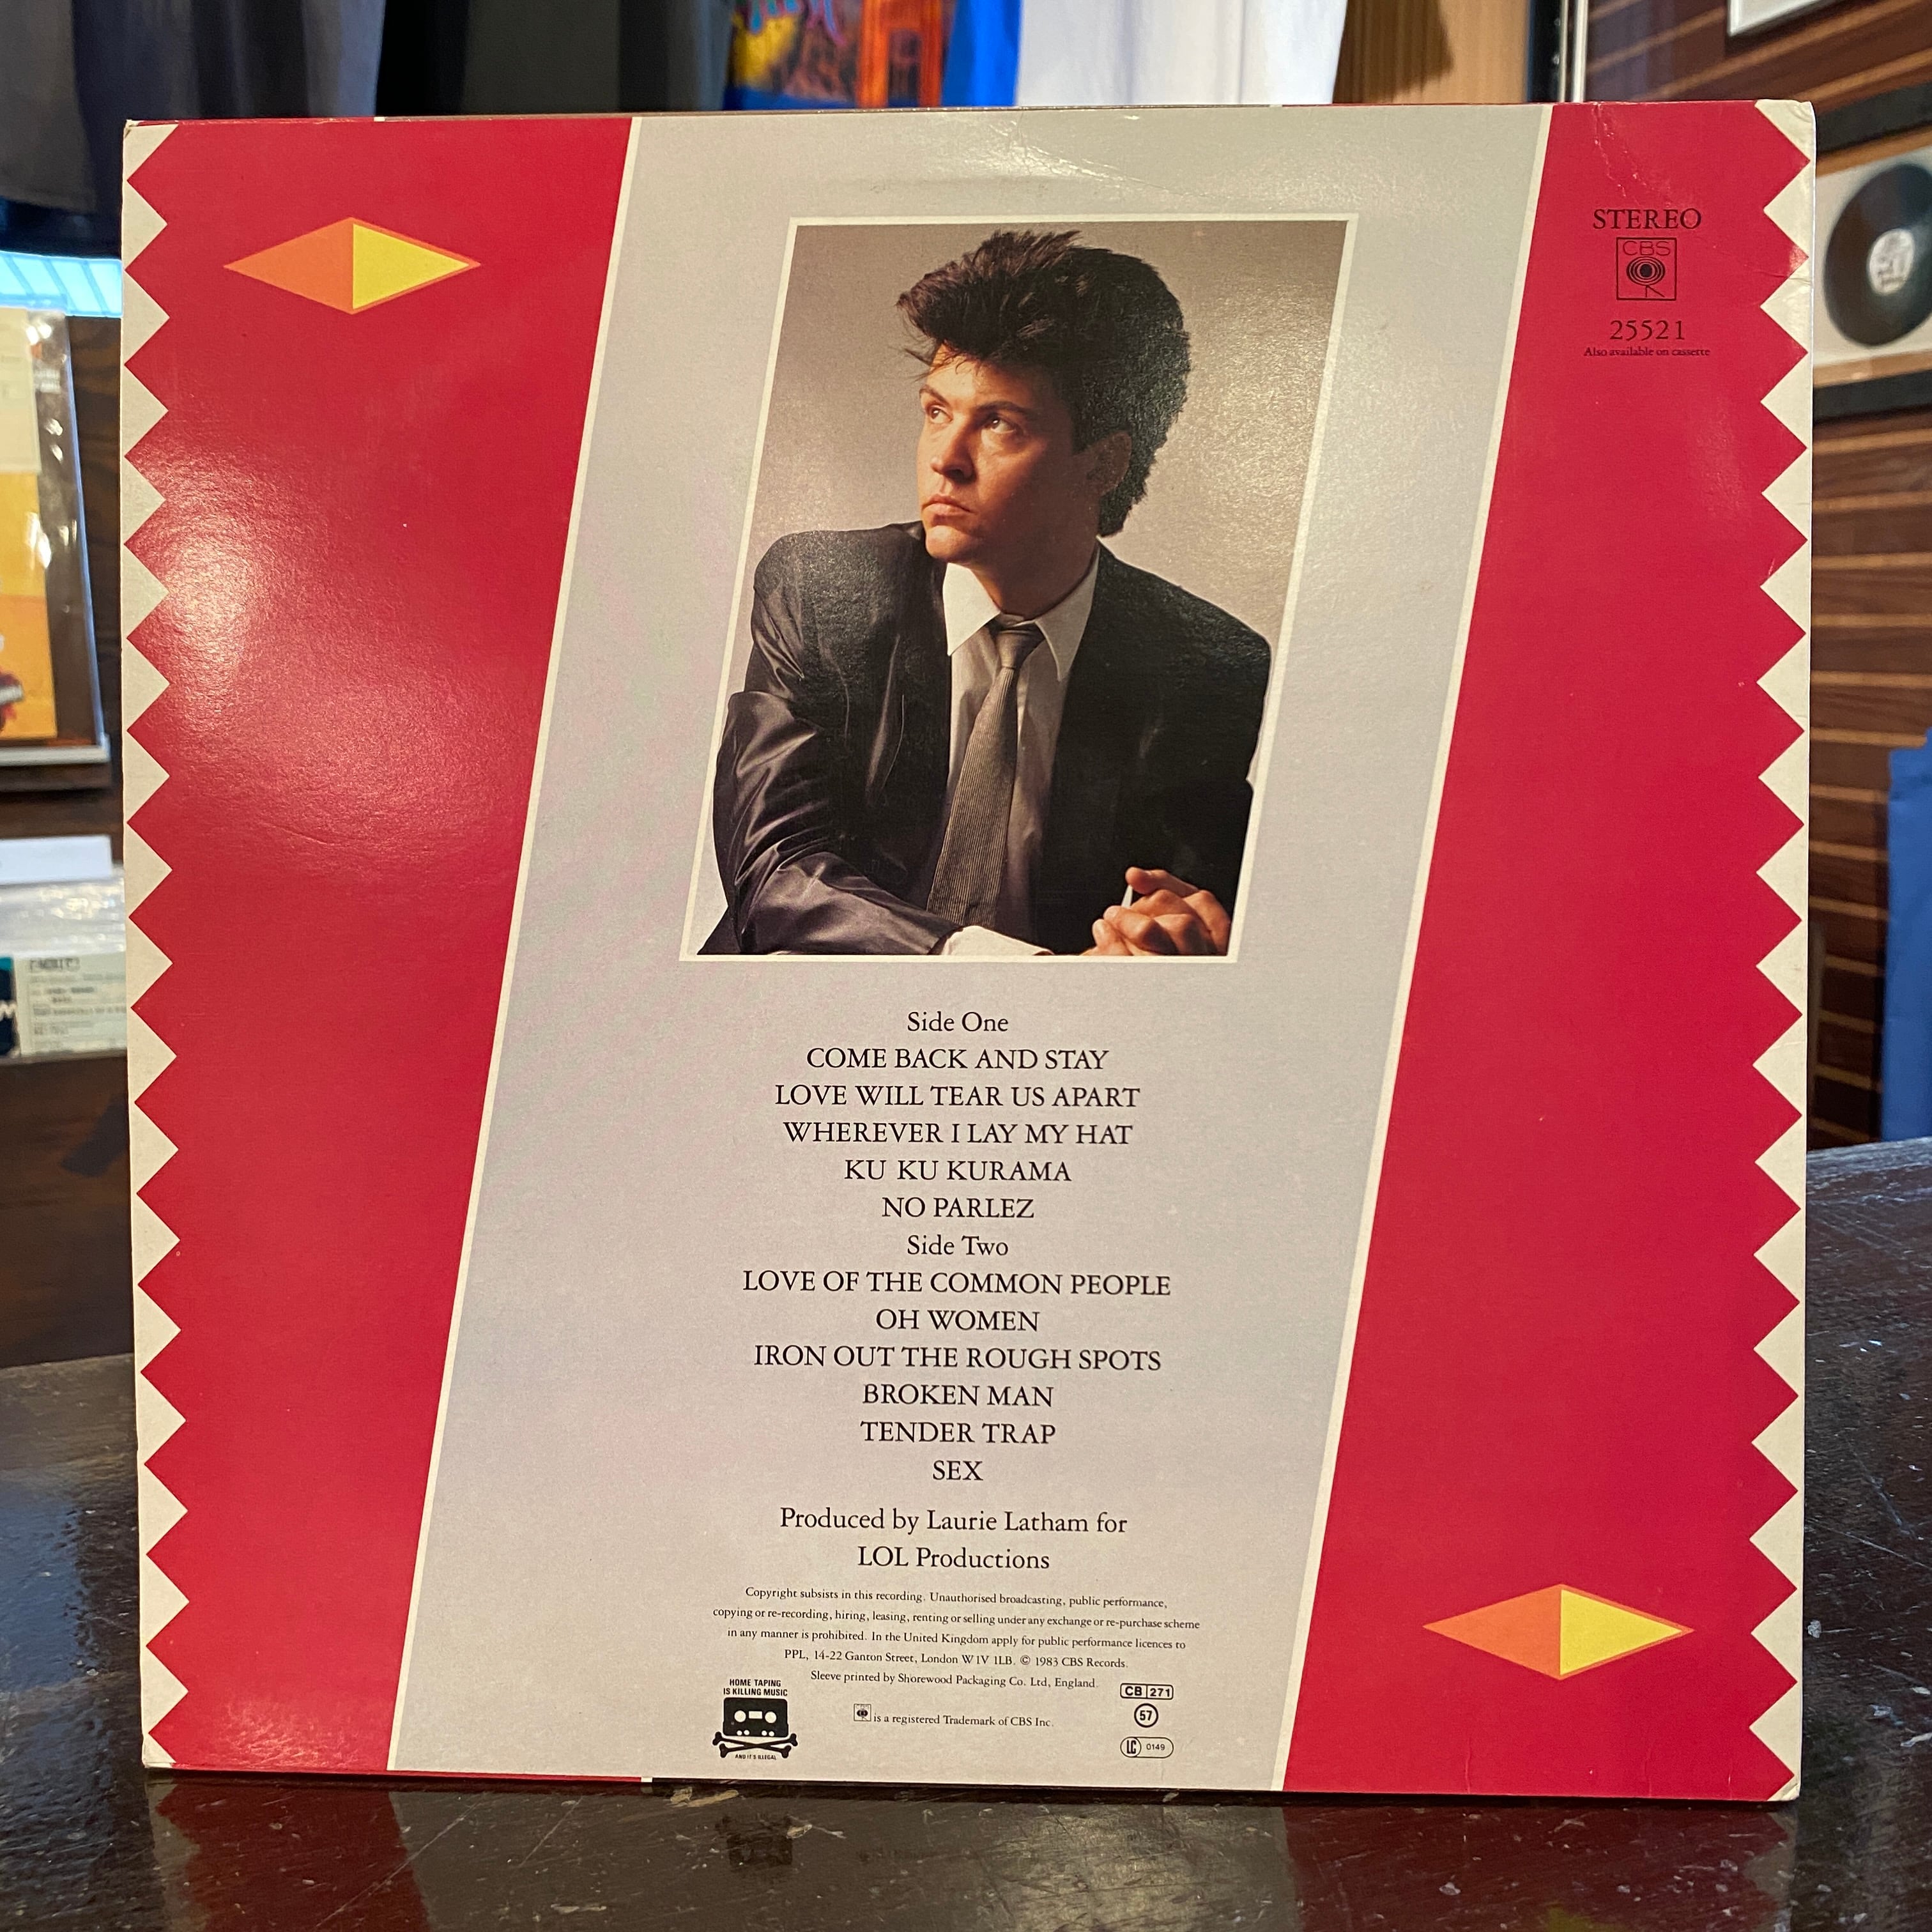 STEREO
CBS
25521
Also available on cassette
Side One
COME BACK AND STAY
LOVE WILL TEAR US APART
WHEREVER I LAY MY HAT
KU KU KURAMA
NO PARLEZ
Side Two
LOVE OF THE COMMON PEOPLE
OH WOMEN
IRON OUT THE ROUGH SPOTS
BROKEN MAN
TENDER TRAP
SEX
Produced by Laurie Latham for
LOL Productions
Copyright subsists in this recording. Unauthorised broadcasting, public performance,
copying or re-recording, hiring, leasing, renting or selling under any exchange or re-purchase scheme
in any manner is prohibited. In the United Kingdom apply for public performance licences to
PPL, 14-22 Ganton Street, London W1V 1LB. © 1983 CBS Records.
Sleeve printed by Shorewood Packaging Co. Ltd, England.
HOME TAPING
IS KILLING MUSIC
AND IT'S ILLEGAL
is a registered Trademark of CBS Inc.
CB 271
57
LC 0149